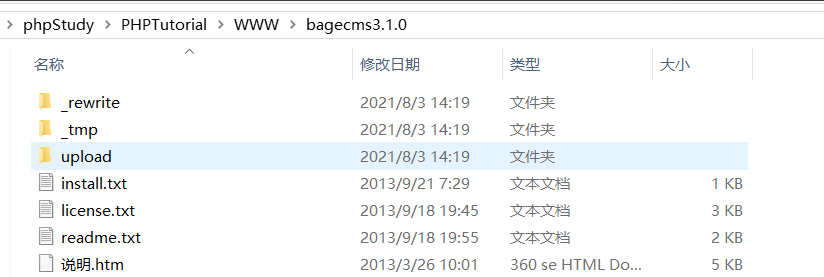 phpStudy > PHPTutorial > WWW > bagecms3.1.0
名称 修改日期 类型 大小
_rewrite 2021/8/3 14:19 文件夹
_tmp 2021/8/3 14:19 文件夹
upload 2021/8/3 14:19 文件夹
install.txt 2013/9/21 7:29 文本文档 1 KB
license.txt 2013/9/18 19:45 文本文档 3 KB
readme.txt 2013/9/18 19:55 文本文档 2 KB
说明.htm 2013/3/26 10:01 360 se HTML Do... 5 KB